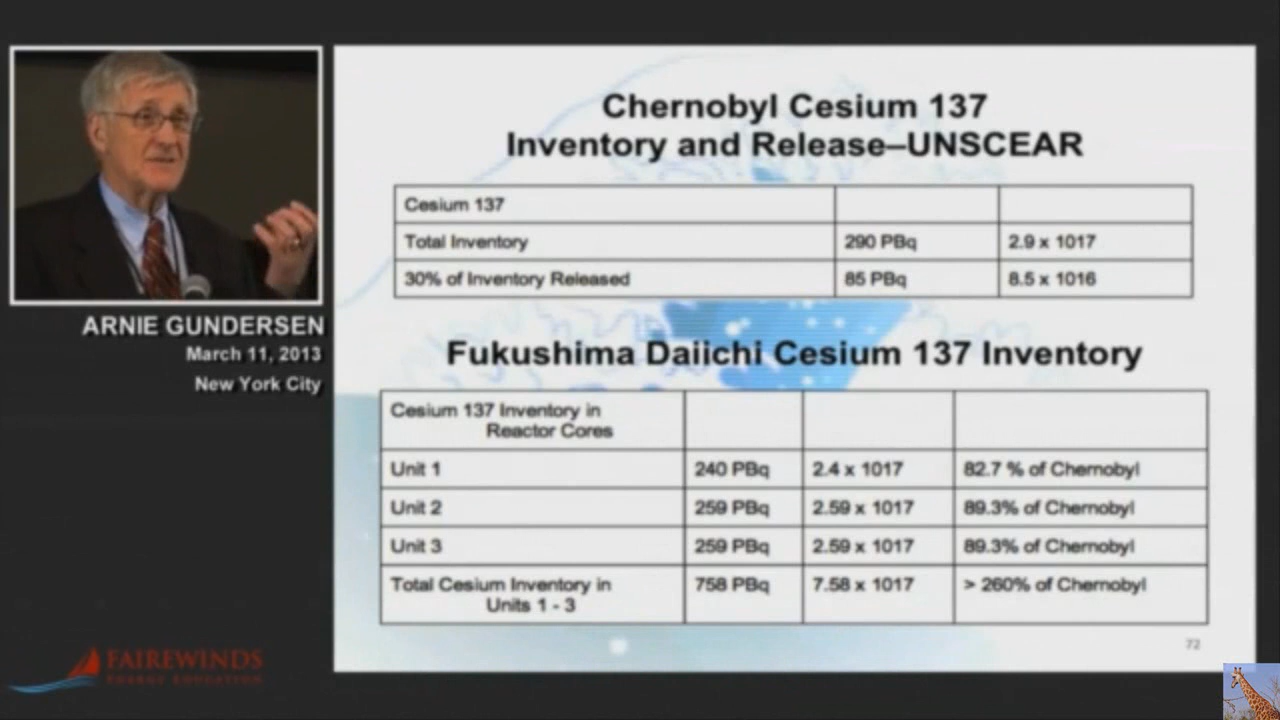 Chernobyl Cesium 137
Inventory and Release–UNSCEAR
Cesium 137
Total Inventory 290 PBq 2.9 x 1017
30% of Inventory Released 85 PBq 8.5 x 1016
ARNIE GUNDERSEN
March 11, 2013
New York City
Fukushima Daiichi Cesium 137 Inventory
Cesium 137 Inventory in
Reactor Cores
Unit 1 240 PBq 2.4 x 1017 82.7 % of Chernobyl
Unit 2 259 PBq 2.59 x 1017 89.3% of Chernobyl
Unit 3 259 PBq 2.59 x 1017 89.3% of Chernobyl
Total Cesium Inventory in 758 PBq 7.58 x 1017 > 260% of Chernobyl
Units 1 - 3
72
FAIREWINDS
ENERGY EDUCATION